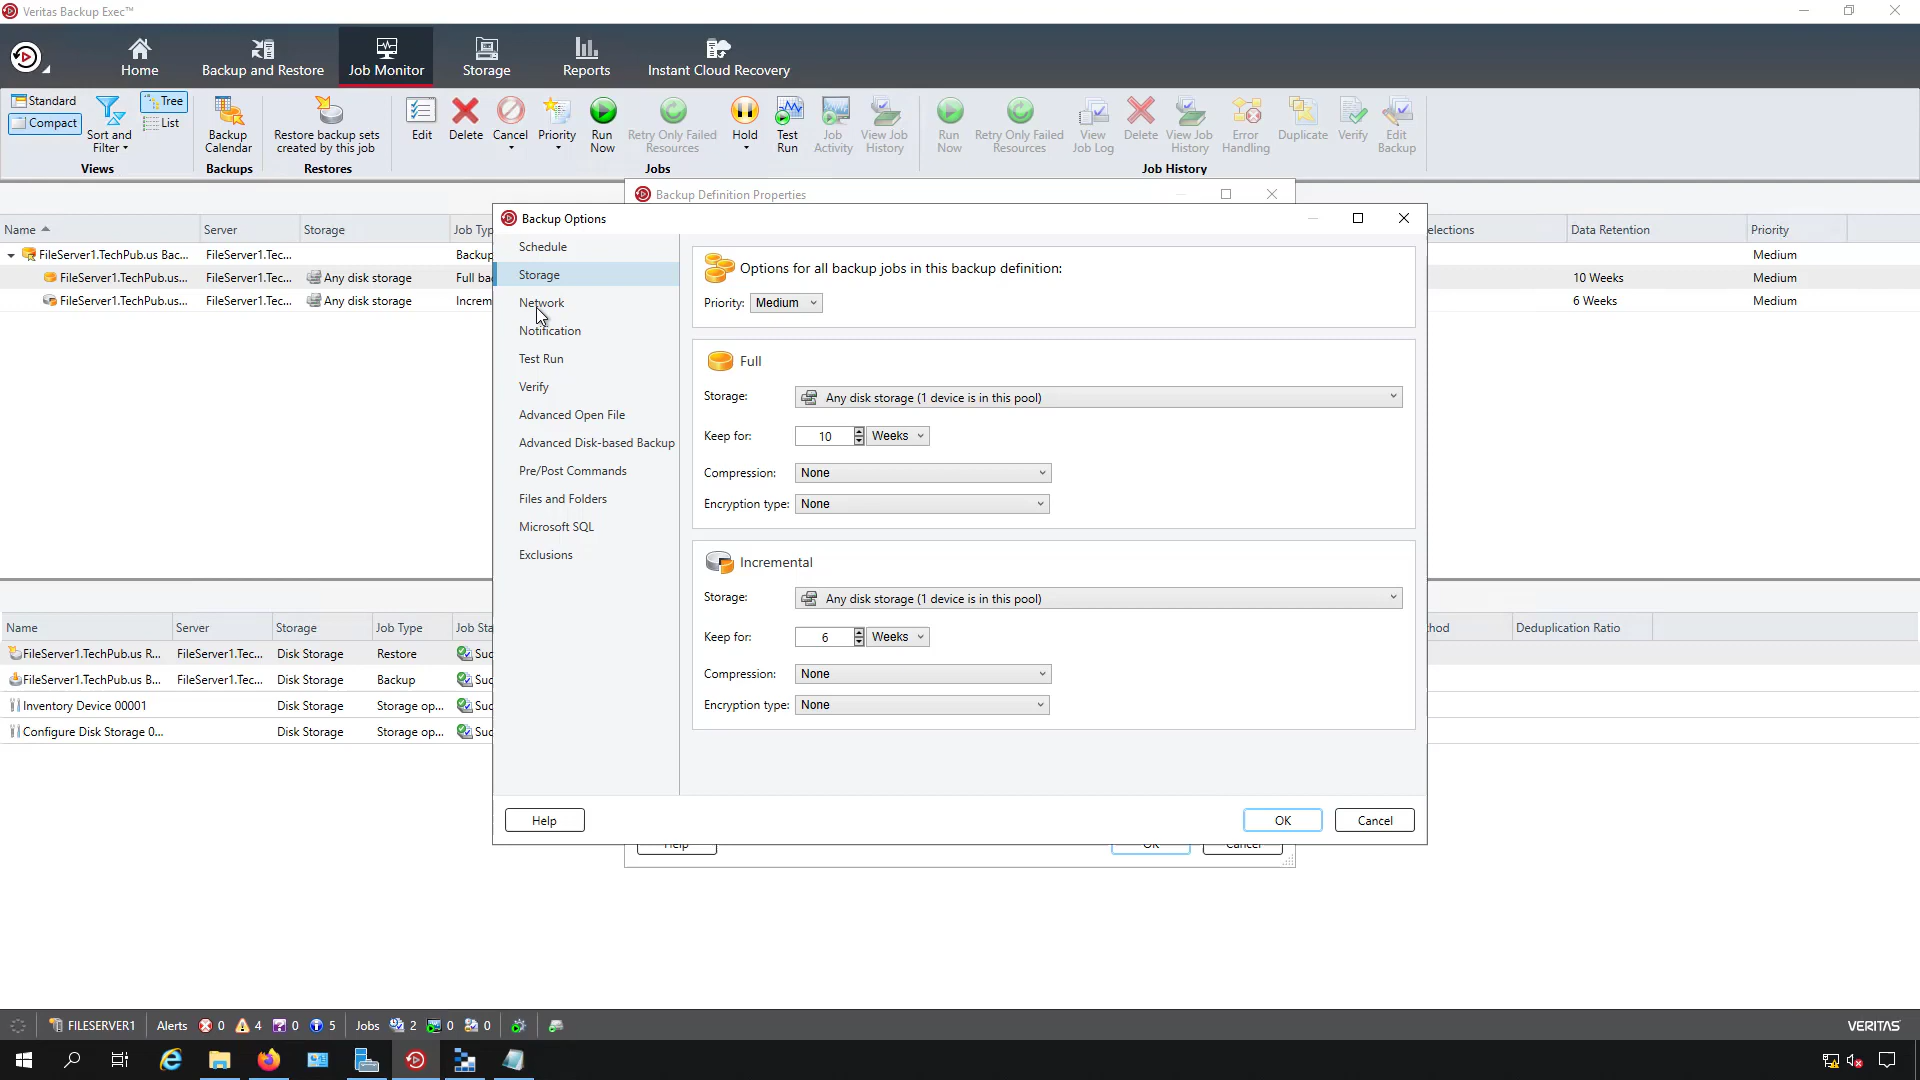 Veritas Backup Exec™
Home
Backup and Restore
Job Monitor
Storage
Reports
Instant Cloud Recovery
Standard
Compact
Sort and
Filter
Tree
List
Views
Backup
Calendar
Backups
Restore backup sets
created by this job
Restores
Edit
Delete
Cancel
Priority
Run
Now
Retry Only Failed
Resources
Hold
Test
Run
Job
Activity
View Job
History
Jobs
Run
Now
Retry Only Failed
Resources
View
Job Log
Delete
View Job
History
Error
Handling
Duplicate
Verify
Edit
Backup
Job History
Backup Definition Properties
Name
Server
Storage
Job Typ
elections
Data Retention
Priority
FileServer1.TechPub.us Bac...
FileServer1.Tec...
Backup
Medium
FileServer1.TechPub.us...
FileServer1.Tec...
Any disk storage
Full ba
10 Weeks
Medium
FileServer1.TechPub.us...
FileServer1.Tec...
Any disk storage
Increm
6 Weeks
Medium
Backup Options
Schedule
Storage
Network
Notification
Test Run
Verify
Advanced Open File
Advanced Disk-based Backup
Pre/Post Commands
Files and Folders
Microsoft SQL
Exclusions
Options for all backup jobs in this backup definition:
Priority: Medium
Full
Storage: Any disk storage (1 device is in this pool)
Keep for: 10 Weeks
Compression: None
Encryption type: None
Incremental
Storage: Any disk storage (1 device is in this pool)
Keep for: 6 Weeks
Compression: None
Encryption type: None
Help
OK
Cancel
Help
OK
Cancel
Name
Server
Storage
Job Type
Job Sta
hod
Deduplication Ratio
FileServer1.TechPub.us R...
FileServer1.Tec...
Disk Storage
Restore
Suc
FileServer1.TechPub.us B...
FileServer1.Tec...
Disk Storage
Backup
Suc
Inventory Device 00001
Disk Storage
Storage op...
Suc
Configure Disk Storage 0...
Disk Storage
Storage op...
Suc
FILESERVER1
Alerts
0
4
0
5
Jobs
2
0
0
VERITAS